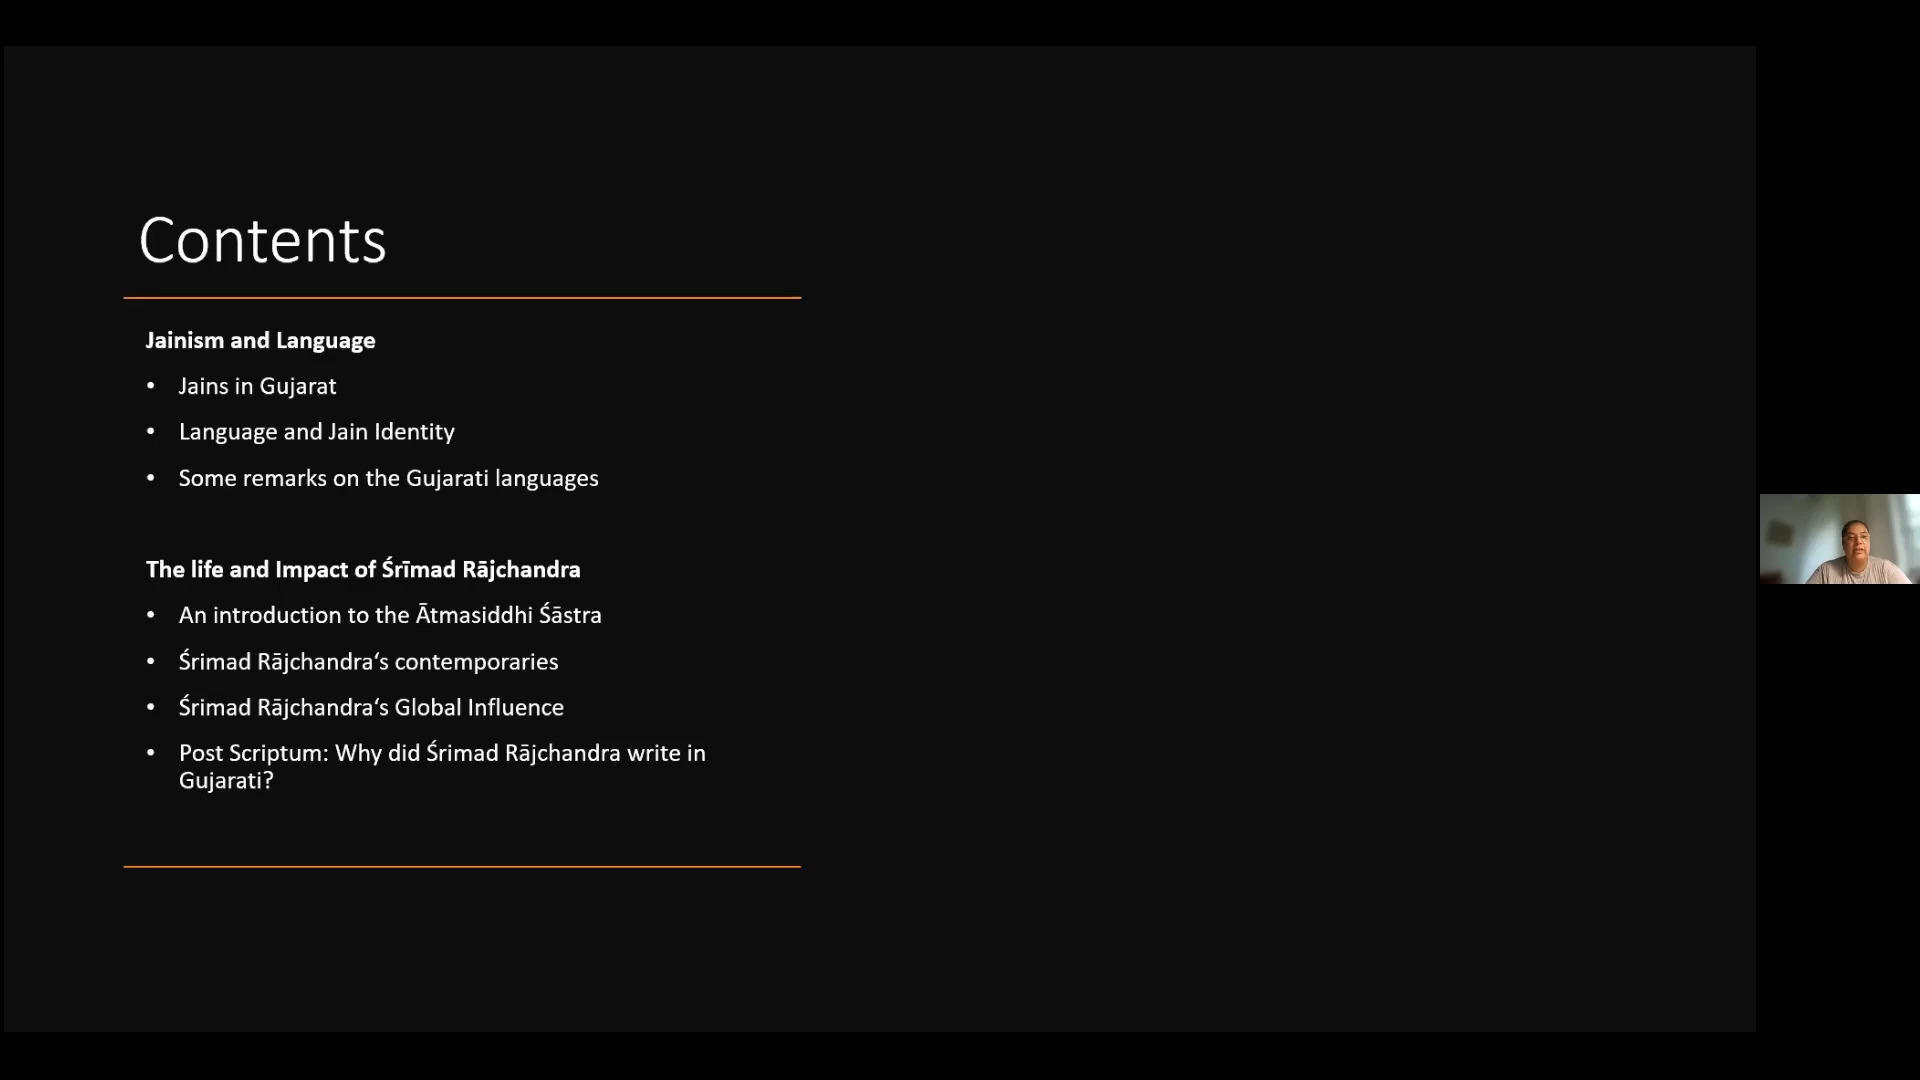 Contents
Jainism and Language
• Jains in Gujarat
• Language and Jain Identity
• Some remarks on the Gujarati languages
The life and Impact of Śrīmad Rājchandra
• An introduction to the Ātmasiddhi Śāstra
• Śrimad Rājchandra‘s contemporaries
• Śrimad Rājchandra‘s Global Influence
• Post Scriptum: Why did Śrimad Rājchandra write in
Gujarati?